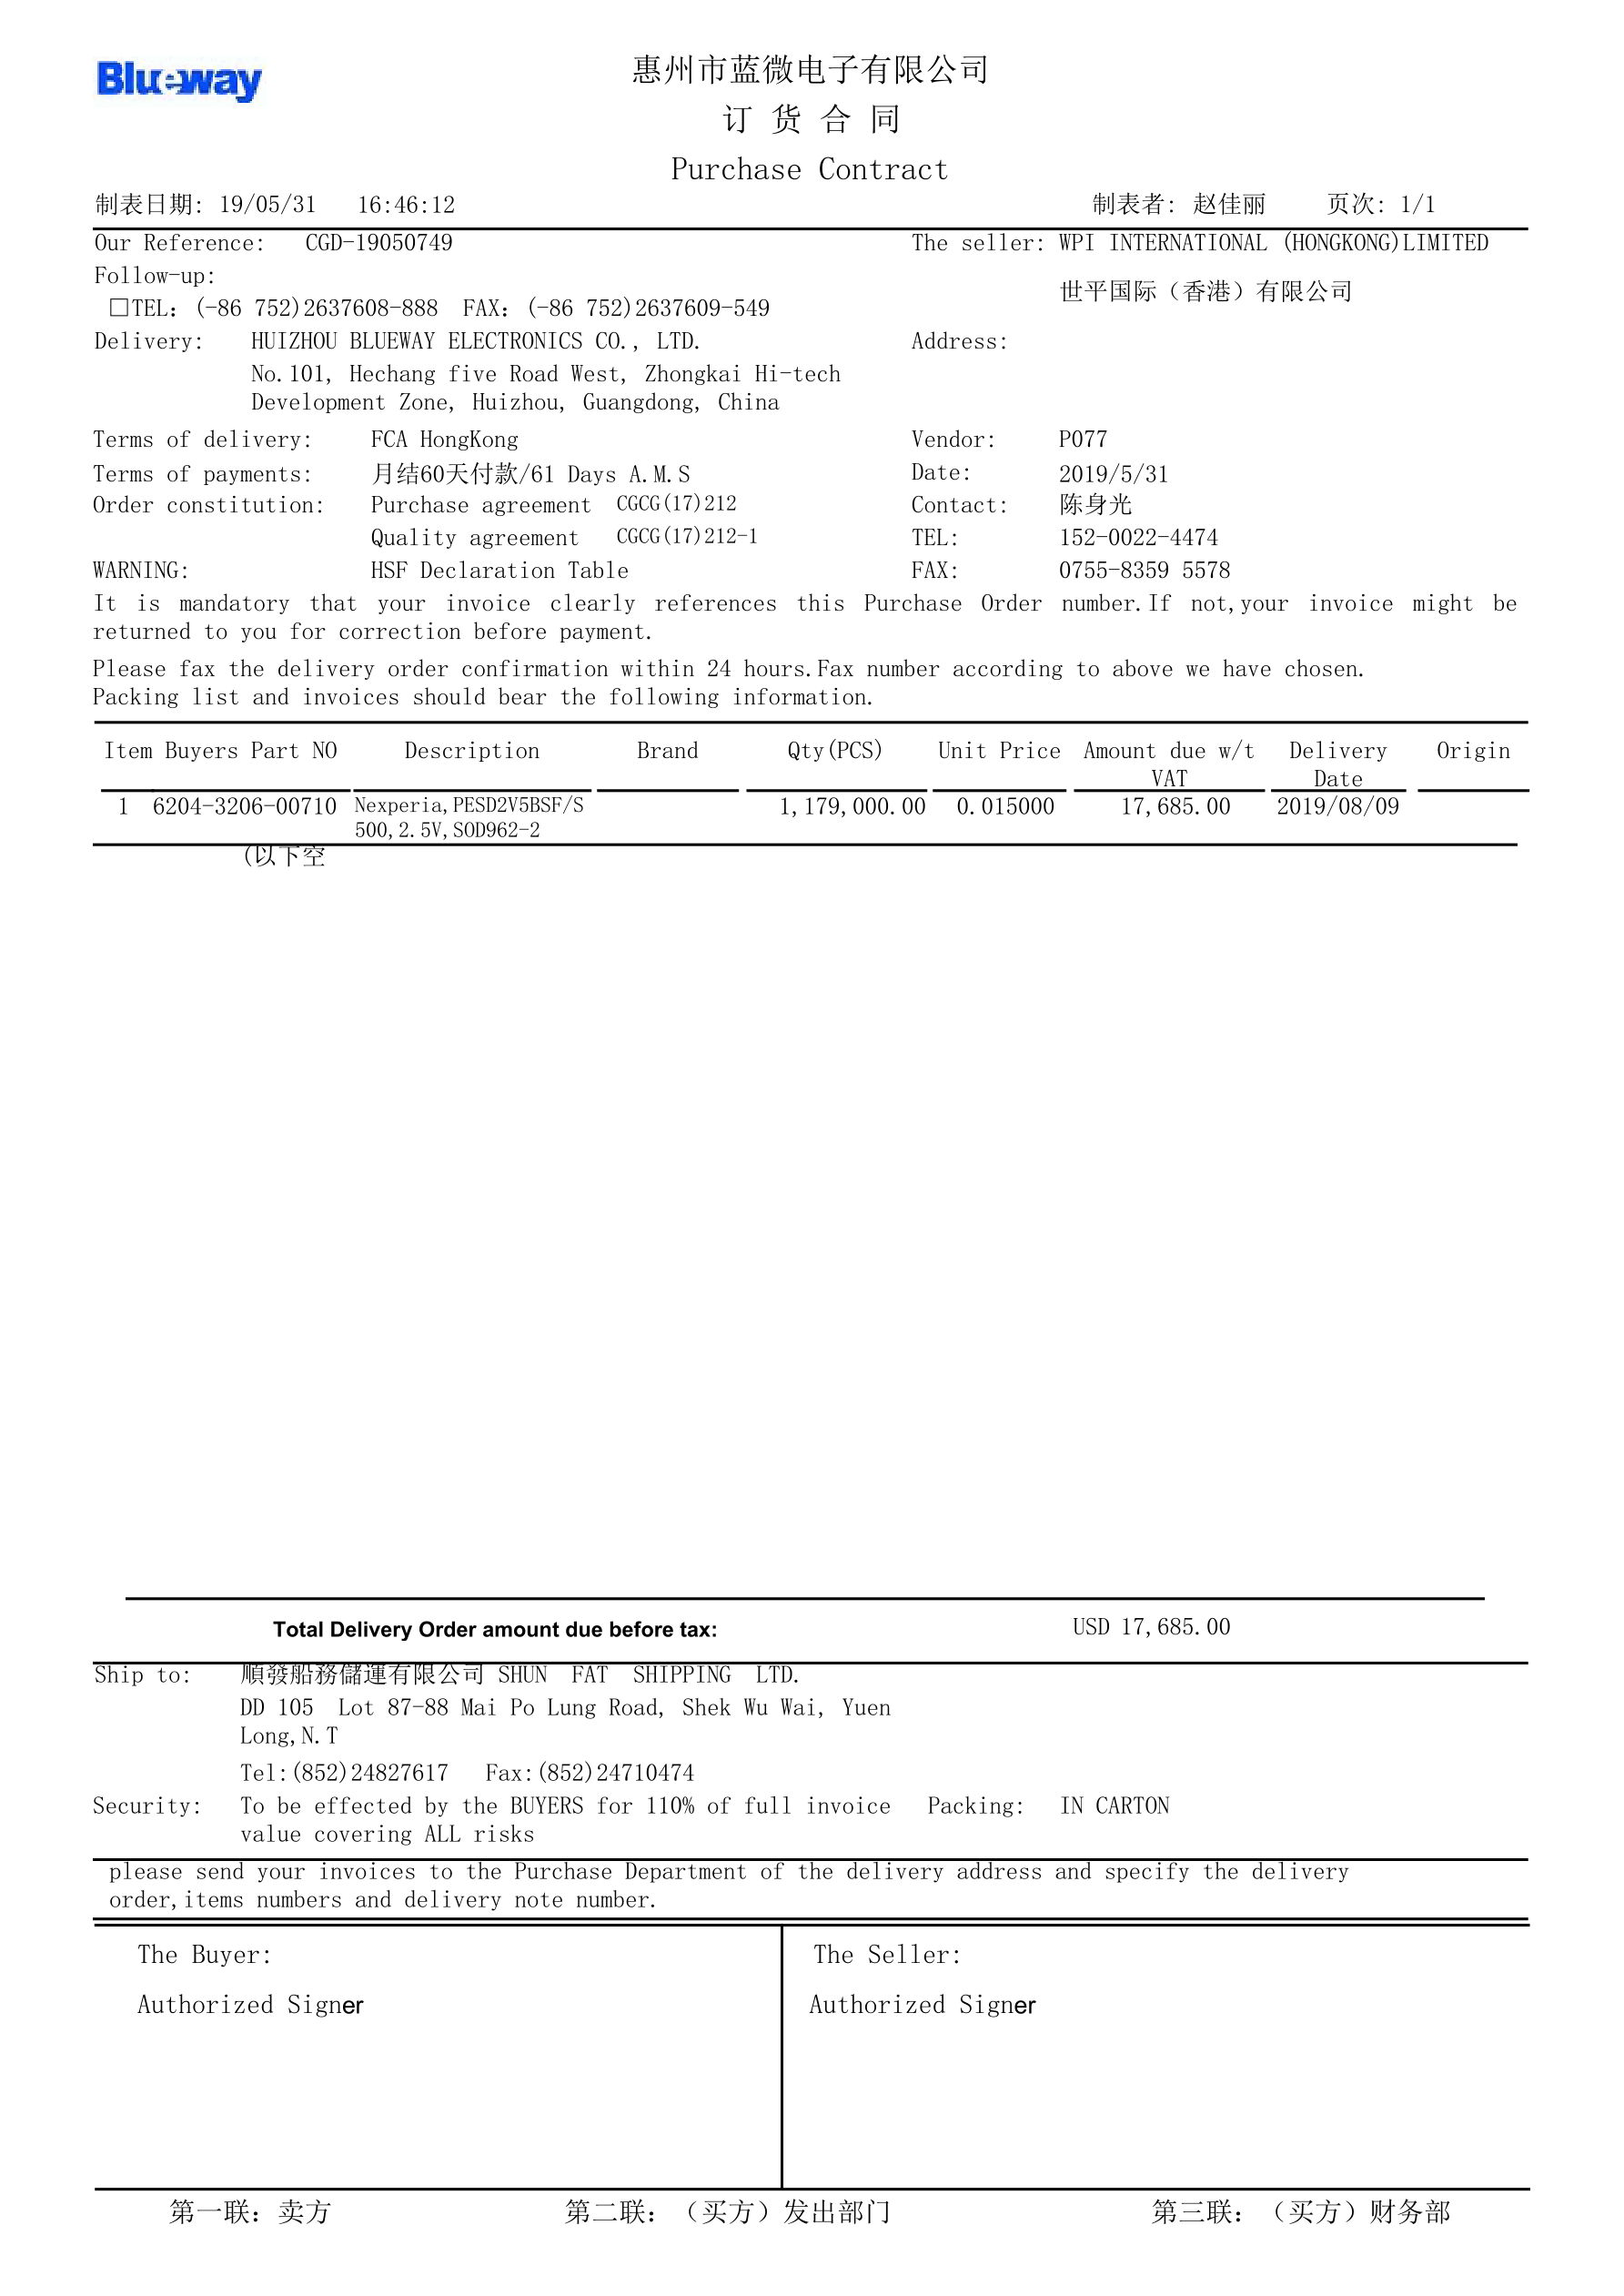 Blueway
惠州市蓝微电子有限公司
订 货 合 同
Purchase Contract
制表日期: 19/05/31 16:46:12 制表者: 赵佳丽 页次: 1/1
Our Reference: CGD-19050749 The seller: WPI INTERNATIONAL (HONGKONG)LIMITED
Follow-up:
世平国际（香港）有限公司
□TEL：(-86 752)2637608-888 FAX：(-86 752)2637609-549
Delivery: HUIZHOU BLUEWAY ELECTRONICS CO., LTD. Address:
No.101, Hechang five Road West, Zhongkai Hi-tech
Development Zone, Huizhou, Guangdong, China
Terms of delivery: FCA HongKong Vendor: P077
Terms of payments: 月结60天付款/61 Days A.M.S Date: 2019/5/31
Order constitution: Purchase agreement CGCG(17)212 Contact: 陈身光
Quality agreement CGCG(17)212-1 TEL: 152-0022-4474
WARNING: HSF Declaration Table FAX: 0755-8359 5578
It is mandatory that your invoice clearly references this Purchase Order number.If not,your invoice might be
returned to you for correction before payment.
Please fax the delivery order confirmation within 24 hours.Fax number according to above we have chosen.
Packing list and invoices should bear the following information.
Item Buyers Part NO Description Brand Qty(PCS) Unit Price Amount due w/t Delivery Origin
VAT Date
1 6204-3206-00710 Nexperia,PESD2V5BSF/S 1,179,000.00 0.015000 17,685.00 2019/08/09
500,2.5V,SOD962-2
(以下空
Total Delivery Order amount due before tax: USD 17,685.00
Ship to: 順發船務儲運有限公司 SHUN FAT SHIPPING LTD.
DD 105 Lot 87-88 Mai Po Lung Road, Shek Wu Wai, Yuen
Long,N.T
Tel:(852)24827617 Fax:(852)24710474
Security: To be effected by the BUYERS for 110% of full invoice Packing: IN CARTON
value covering ALL risks
please send your invoices to the Purchase Department of the delivery address and specify the delivery
order,items numbers and delivery note number.
The Buyer: The Seller:
Authorized Signer Authorized Signer
第一联：卖方 第二联：（买方）发出部门 第三联：（买方）财务部